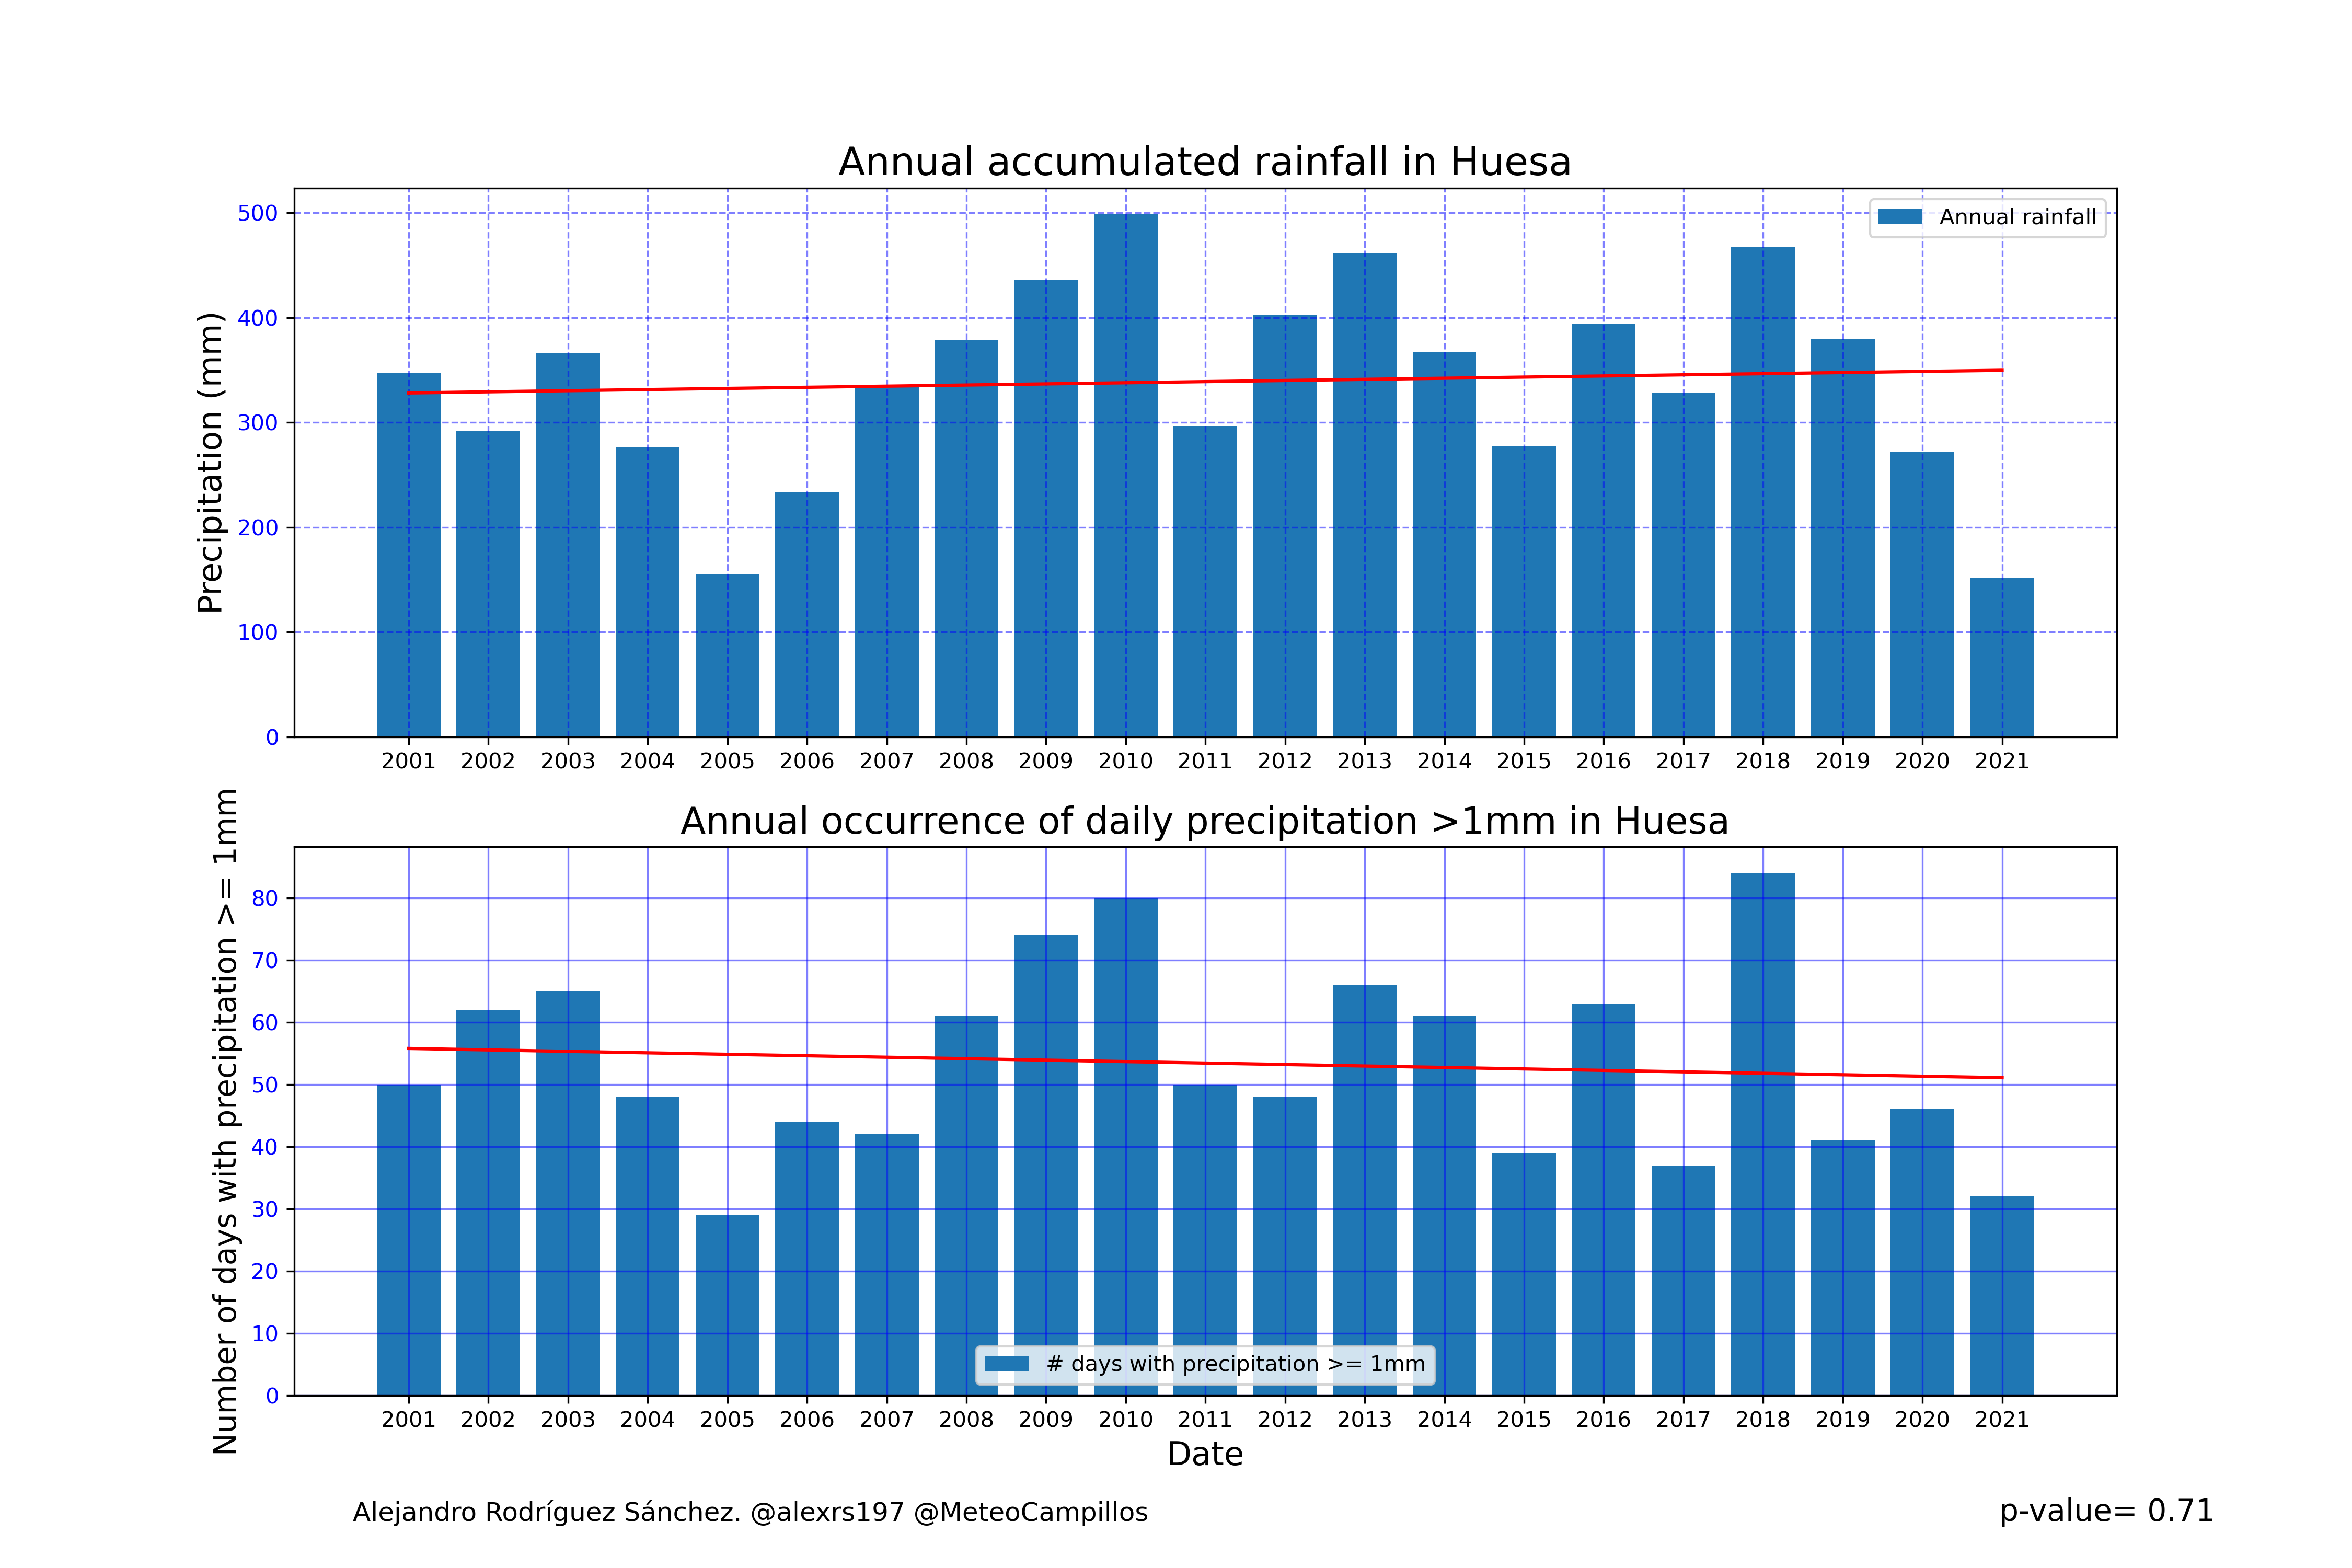 Annual accumulated rainfall in Huesa
Precipitation (mm)
500
400
300
200
100
0
Annual rainfall
2001 2002 2003 2004 2005 2006 2007 2008 2009 2010 2011 2012 2013 2014 2015 2016 2017 2018 2019 2020 2021
Annual occurrence of daily precipitation >1mm in Huesa
Number of days with precipitation >= 1mm
80
70
60
50
40
30
20
10
0
# days with precipitation >= 1mm
2001 2002 2003 2004 2005 2006 2007 2008 2009 2010 2011 2012 2013 2014 2015 2016 2017 2018 2019 2020 2021
Date
Alejandro Rodríguez Sánchez. @alexrs197 @MeteoCampillos
p-value= 0.71